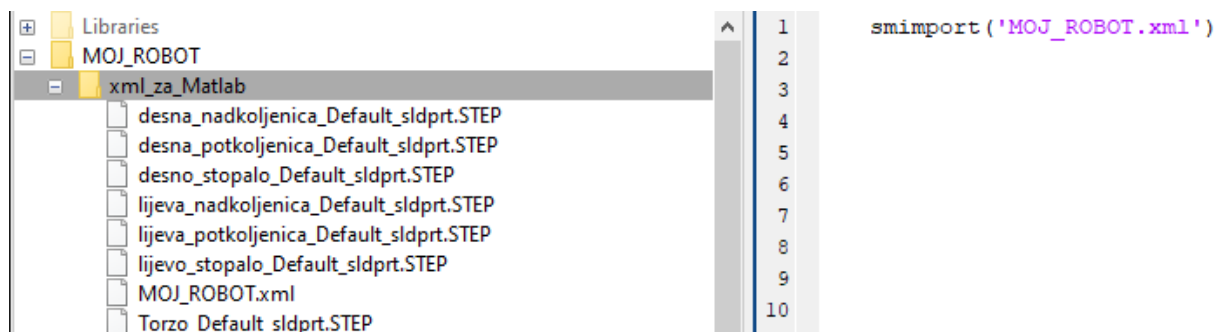 Libraries
MOJ_ROBOT
xml_za_Matlab
desna_nadkoljenica_Default_sldprt.STEP
desna_potkoljenica_Default_sldprt.STEP
desno_stopalo_Default_sldprt.STEP
lijeva_nadkoljenica_Default_sldprt.STEP
lijeva_potkoljenica_Default_sldprt.STEP
lijevo_stopalo_Default_sldprt.STEP
MOJ_ROBOT.xml
Torzo_Default_sldprt.STEP
1 smimport('MOJ_ROBOT.xml')
2
3
4
5
6
7
8
9
10